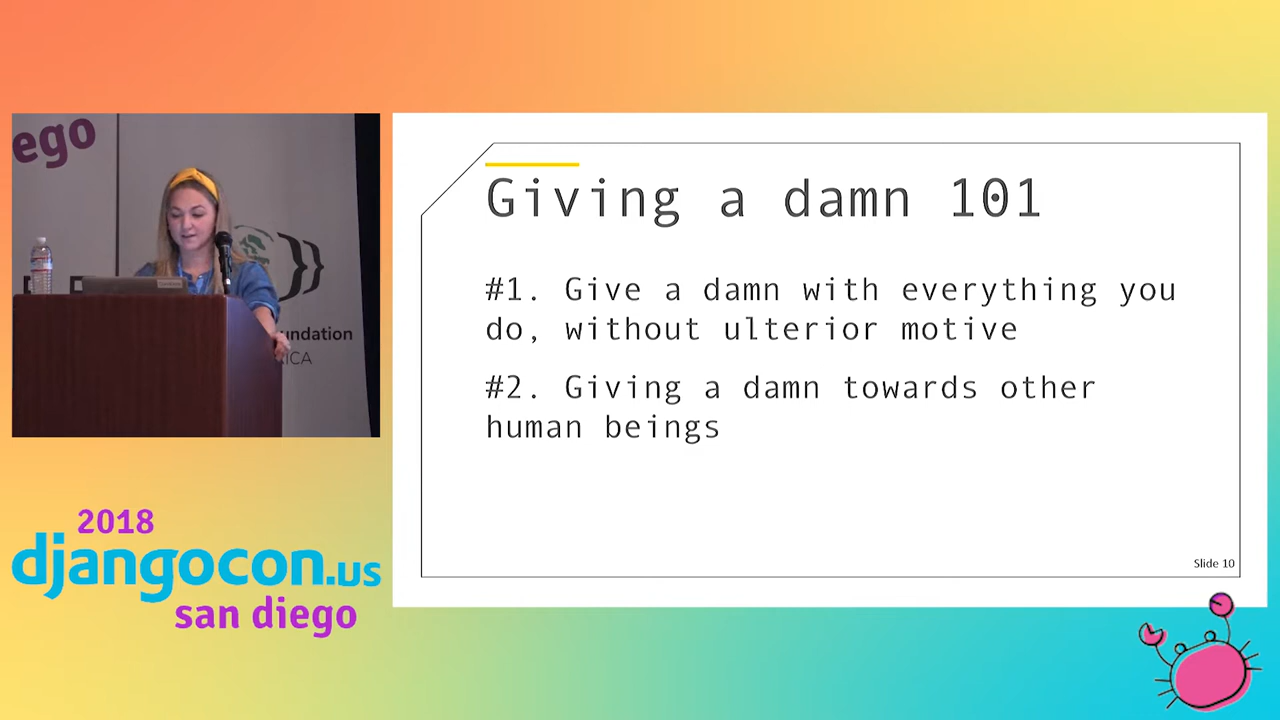 ego
undation
ICA
2018
djangocon.us
san diego
Giving a damn 101
#1. Give a damn with everything you
do, without ulterior motive
#2. Giving a damn towards other
human beings
Slide 10